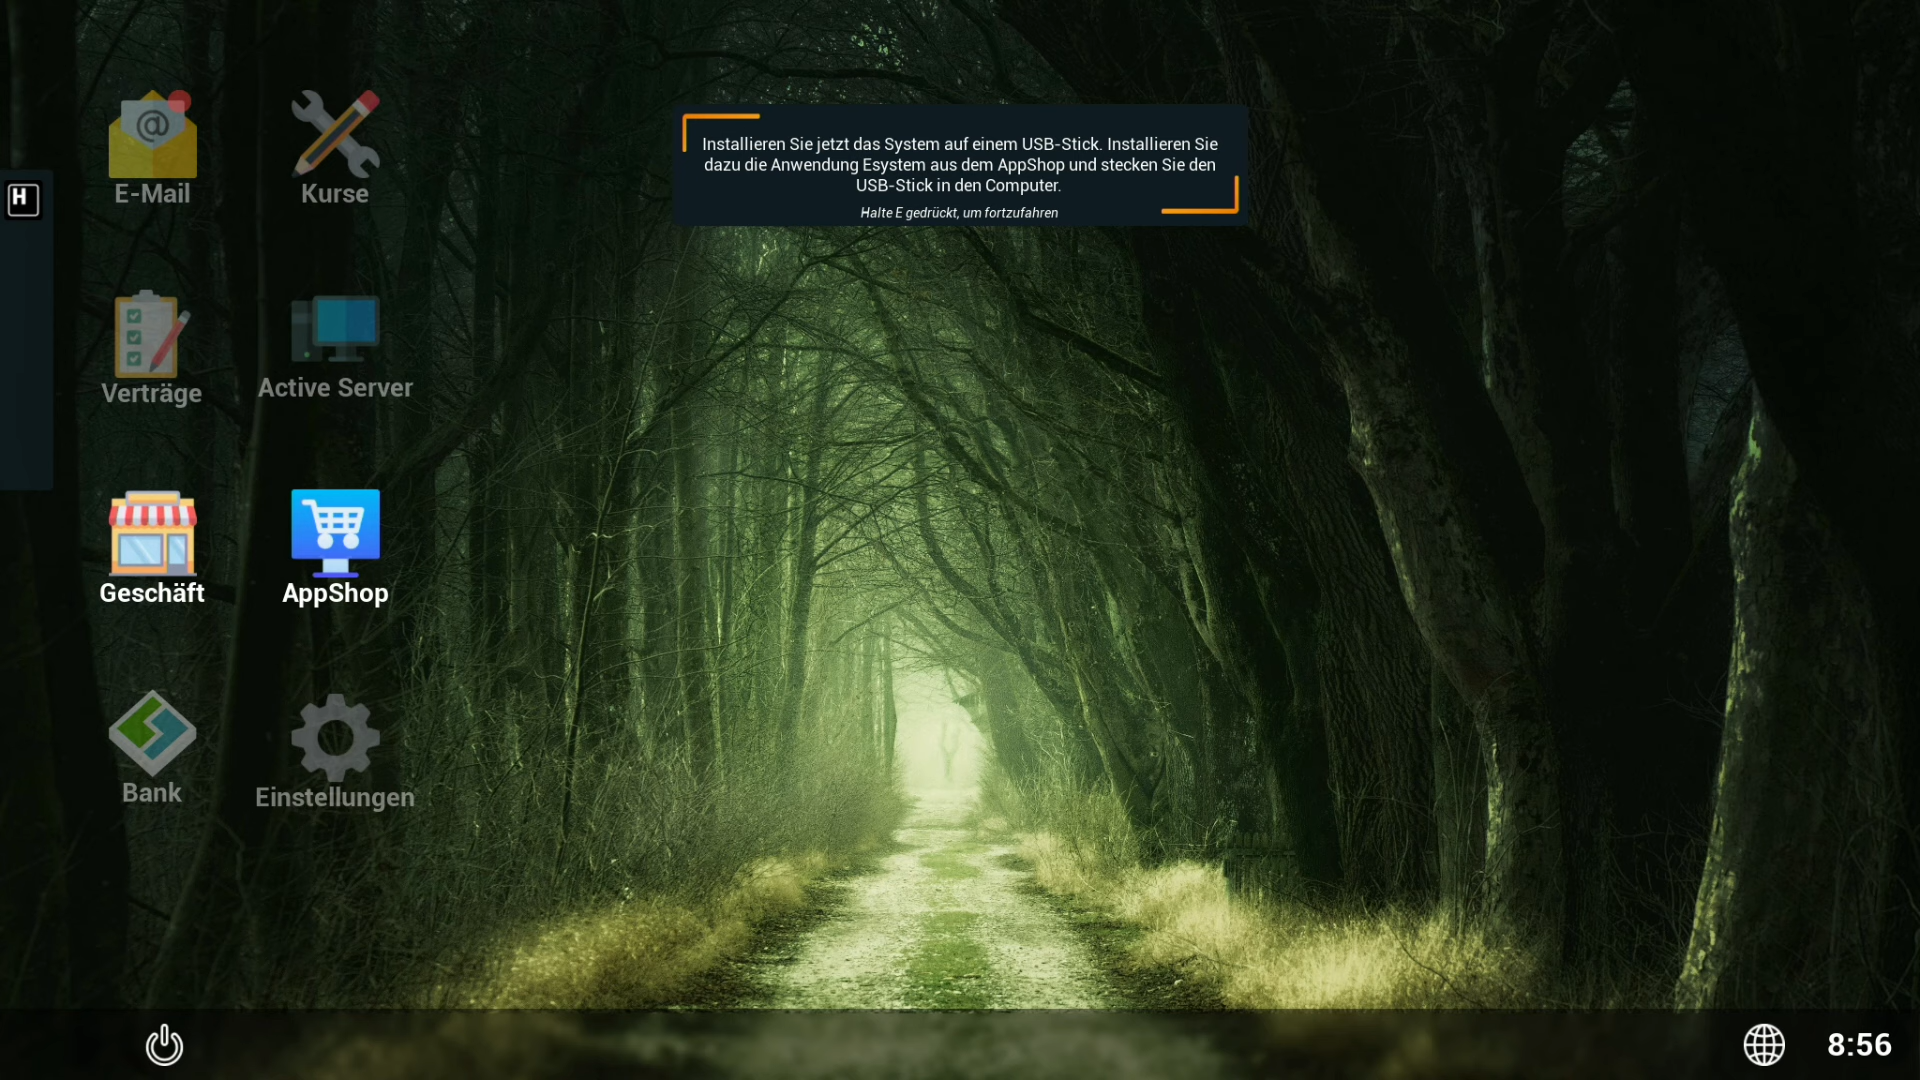 E-Mail
Kurse
H
Installieren Sie jetzt das System auf einem USB-Stick. Installieren Sie
dazu die Anwendung Esystem aus dem AppShop und stecken Sie den
USB-Stick in den Computer.
Halte E gedrückt, um fortzufahren
Verträge
Active Server
Geschäft
AppShop
Bank
Einstellungen
8:56